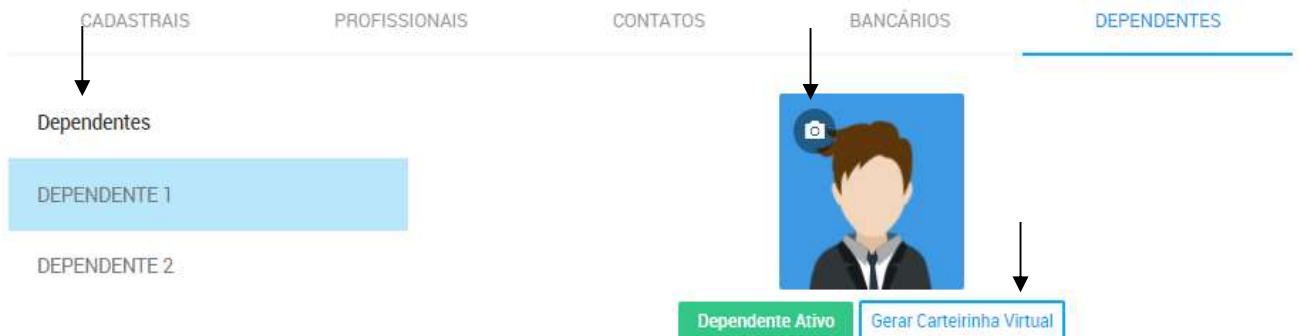 CADASTRAIS PROFISSIONAIS CONTATOS BANCÁRIOS DEPENDENTES
Dependentes
DEPENDENTE 1
DEPENDENTE 2
Dependente Ativo Gerar Carteirinha Virtual